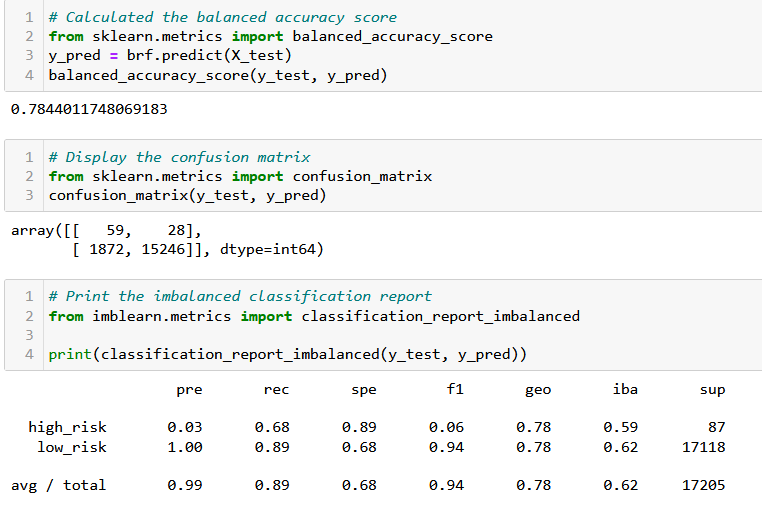 1 # Calculated the balanced accuracy score
2 from sklearn.metrics import balanced_accuracy_score
3 y_pred = brf.predict(X_test)
4 balanced_accuracy_score(y_test, y_pred)
0.7844011748069183
1 # Display the confusion matrix
2 from sklearn.metrics import confusion_matrix
3 confusion_matrix(y_test, y_pred)
array([[   59,    28],
       [ 1872, 15246]], dtype=int64)
1 # Print the imbalanced classification report
2 from imblearn.metrics import classification_report_imbalanced
3
4 print(classification_report_imbalanced(y_test, y_pred))
pre rec spe f1 geo iba sup
high_risk 0.03 0.68 0.89 0.06 0.78 0.59 87
low_risk 1.00 0.89 0.68 0.94 0.78 0.62 17118
avg / total 0.99 0.89 0.68 0.94 0.78 0.62 17205